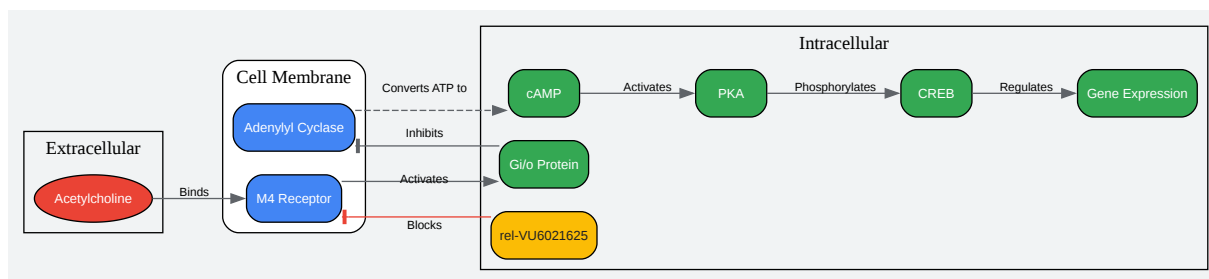 Intracellular
Cell Membrane
Converts ATP to
cAMP
Activates
PKA
Phosphorylates
CREB
Regulates
Gene Expression
Adenylyl Cyclase
Inhibits
Extracellular
Gi/o Protein
Acetylcholine
Binds
M4 Receptor
Activates
Blocks
rel-VU6021625